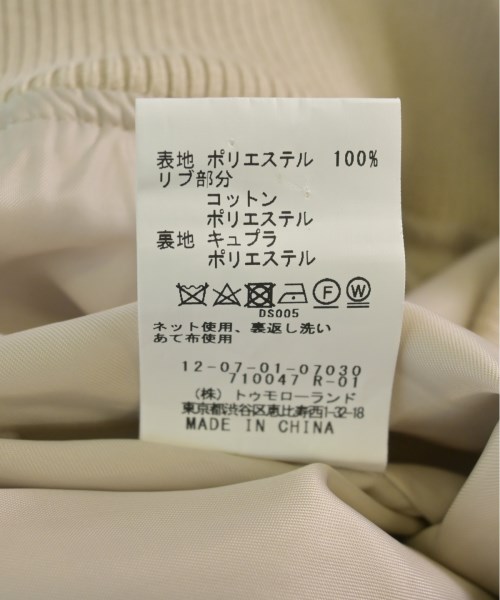 表地 ポリエステル 100%
リブ部分
コットン
ポリエステル
裏地 キュプラ
ポリエステル
F W
DS005
ネット使用、裏返し洗い
あて布使用
12-07-01-07030
710047 R-01
(株) トゥモローランド
東京都渋谷区恵比寿西1-32-18
MADE IN CHINA